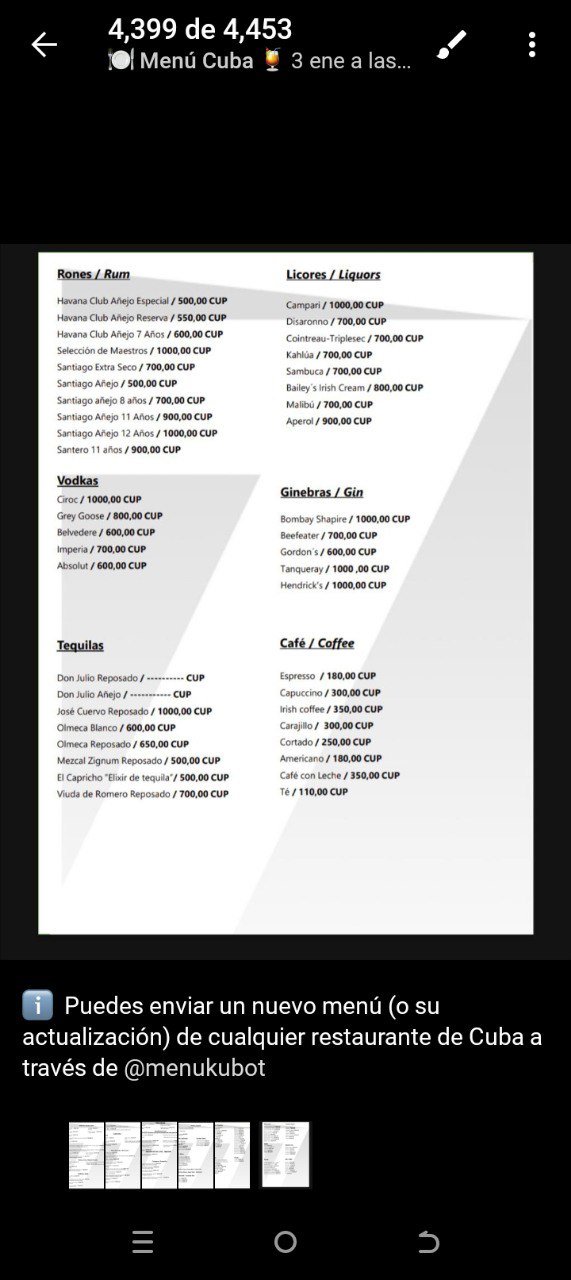 4,399 de 4,453
🍽️ Menú Cuba 🍹 3 ene a las...
Rones / Rum
Havana Club Añejo Especial / 500,00 CUP
Havana Club Añejo Reserva / 550,00 CUP
Havana Club Añejo 7 Años / 600,00 CUP
Selección de Maestros / 1000,00 CUP
Santiago Extra Seco / 700,00 CUP
Santiago Añejo / 500,00 CUP
Santiago añejo 8 años / 700,00 CUP
Santiago Añejo 11 Años / 900,00 CUP
Santiago Añejo 12 Años / 1000,00 CUP
Santero 11 años / 900,00 CUP
Licores / Liquors
Campari / 1000,00 CUP
Disaronno / 700,00 CUP
Cointreau-Triplesec / 700,00 CUP
Kahlúa / 700,00 CUP
Sambuca / 700,00 CUP
Bailey´s Irish Cream / 800,00 CUP
Malibú / 700,00 CUP
Aperol / 900,00 CUP
Vodkas
Ciroc / 1000,00 CUP
Grey Goose / 800,00 CUP
Belvedere / 600,00 CUP
Imperia / 700,00 CUP
Absolut / 600,00 CUP
Ginebras / Gin
Bombay Shapire / 1000,00 CUP
Beefeater / 700,00 CUP
Gordon´s / 600,00 CUP
Tanqueray / 1000 ,00 CUP
Hendrick's / 1000,00 CUP
Tequilas
Don Julio Reposado / ---------- CUP
Don Julio Añejo / ----------- CUP
José Cuervo Reposado / 1000,00 CUP
Olmeca Blanco / 600,00 CUP
Olmeca Reposado / 650,00 CUP
Mezcal Zignum Reposado / 500,00 CUP
El Capricho "Elixir de tequila"/ 500,00 CUP
Viuda de Romero Reposado / 700,00 CUP
Café / Coffee
Espresso / 180,00 CUP
Capuccino / 300,00 CUP
Irish coffee / 350,00 CUP
Carajillo / 300,00 CUP
Cortado / 250,00 CUP
Americano / 180,00 CUP
Café con Leche / 350,00 CUP
Té / 110,00 CUP
ℹ️ Puedes enviar un nuevo menú (o su
actualización) de cualquier restaurante de Cuba a
través de @menukubot